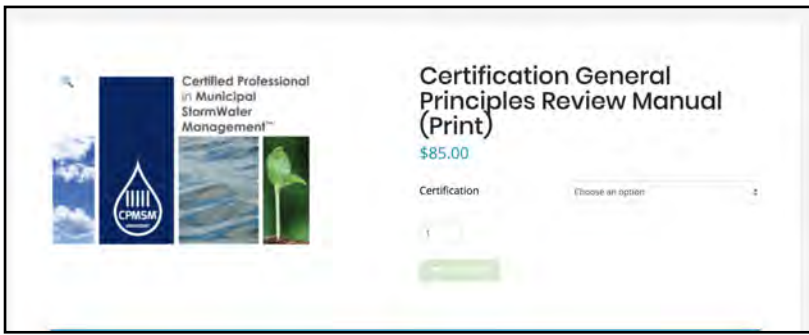 Certified Professional
in Municipal
StormWater
Management™
CPMSM
Certification General
Principles Review Manual
(Print)
$85.00
Certification
Choose an option
1